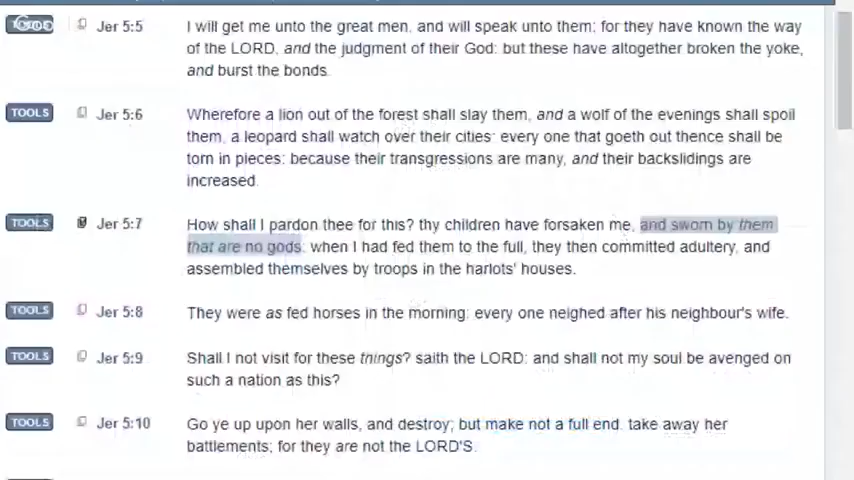 Jer 5:5 I will get me unto the great men, and will speak unto them; for they have known the way
of the LORD, and the judgment of their God: but these have altogether broken the yoke,
and burst the bonds.
TOOLS Jer 5:6 Wherefore a lion out of the forest shall slay them, and a wolf of the evenings shall spoil
them, a leopard shall watch over their cities: every one that goeth out thence shall be
torn in pieces: because their transgressions are many, and their backslidings are
increased.
TOOLS Jer 5:7 How shall I pardon thee for this? thy children have forsaken me, and sworn by them
that are no gods: when I had fed them to the full, they then committed adultery, and
assembled themselves by troops in the harlots' houses.
TOOLS Jer 5:8 They were as fed horses in the morning: every one neighed after his neighbour's wife.
TOOLS Jer 5:9 Shall I not visit for these things? saith the LORD: and shall not my soul be avenged on
such a nation as this?
TOOLS Jer 5:10 Go ye up upon her walls, and destroy; but make not a full end: take away her
battlements; for they are not the LORD'S.